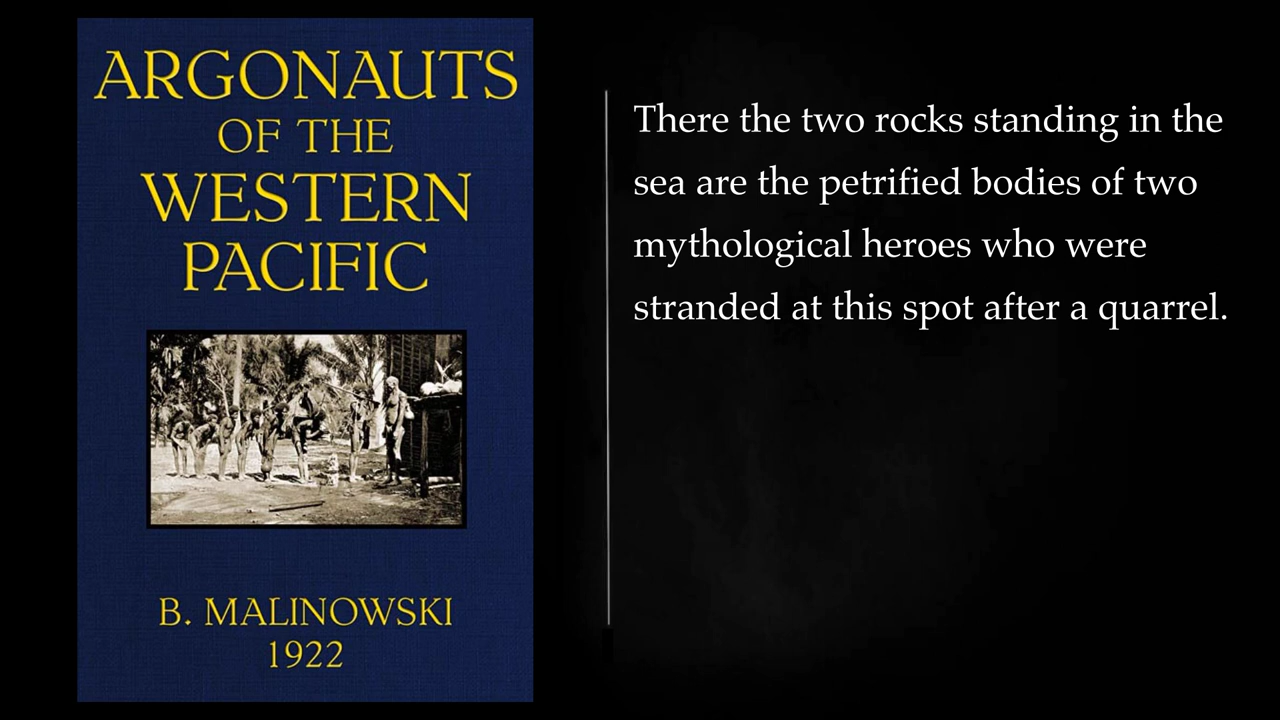 ARGONAUTS
OF THE
WESTERN
PACIFIC
B. MALINOWSKI
1922
There the two rocks standing in the
sea are the petrified bodies of two
mythological heroes who were
stranded at this spot after a quarrel.